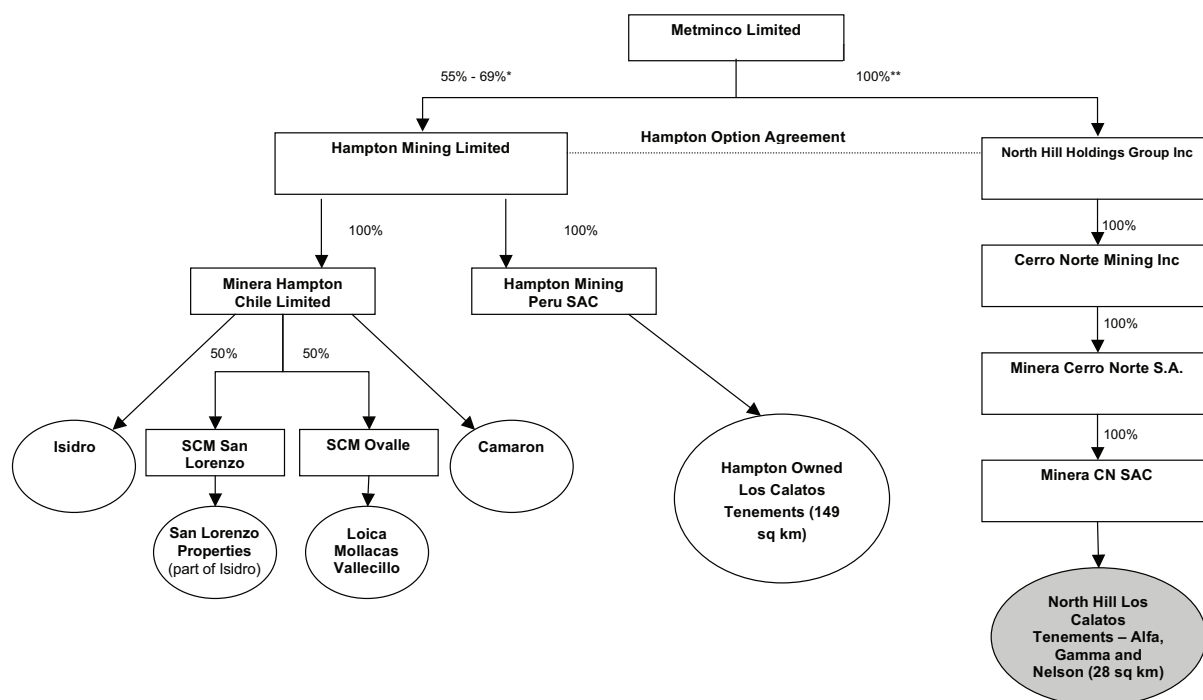 Metminco Limited
55% - 69%*
100%**
Hampton Mining Limited
Hampton Option Agreement
North Hill Holdings Group Inc
100%
100%
100%
Minera Hampton
Chile Limited
Hampton Mining
Peru SAC
Cerro Norte Mining Inc
100%
50%
50%
Minera Cerro Norte S.A.
100%
Isidro
SCM San
Lorenzo
SCM Ovalle
Camaron
Hampton Owned
Los Calatos
Tenements (149
sq km)
Minera CN SAC
San Lorenzo
Properties
(part of Isidro)
Loica
Mollacas
Vallecillo
North Hill Los
Calatos
Tenements – Alfa,
Gamma and
Nelson (28 sq km)